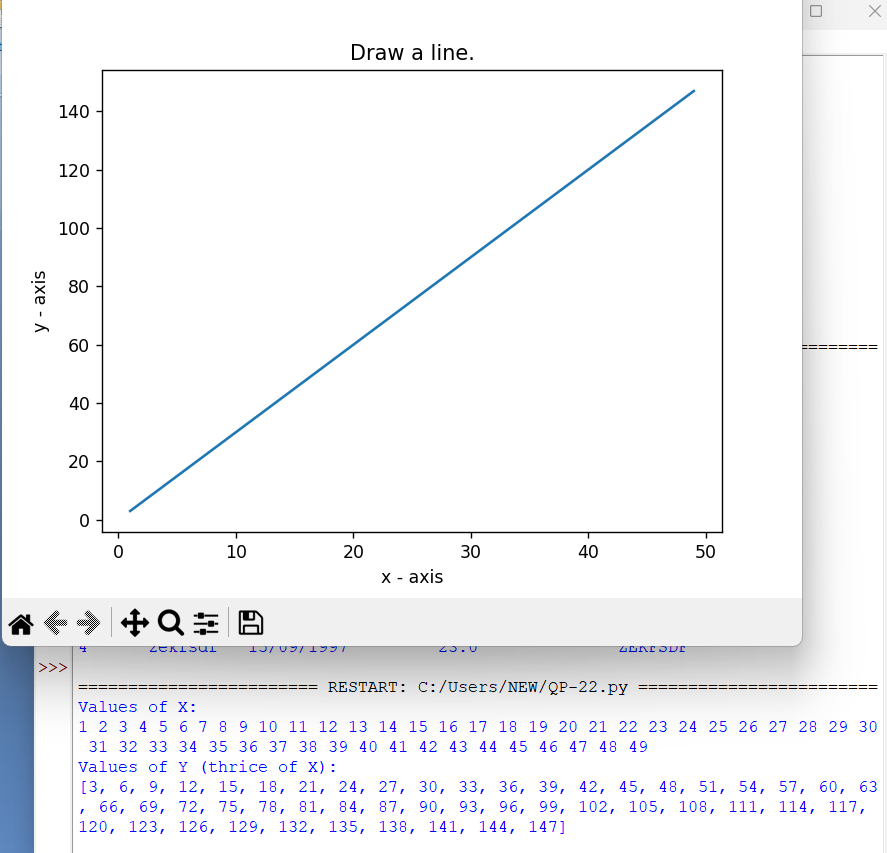 Draw a line.
140
120
100
80
60
40
20
0
y - axis
0 10 20 30 40 50
x - axis
========
15/09/1997 23.0
>>>
======================== RESTART: C:/Users/NEW/QP-22.py ========================
Values of X:
1 2 3 4 5 6 7 8 9 10 11 12 13 14 15 16 17 18 19 20 21 22 23 24 25 26 27 28 29 30
31 32 33 34 35 36 37 38 39 40 41 42 43 44 45 46 47 48 49
Values of Y (thrice of X):
[3, 6, 9, 12, 15, 18, 21, 24, 27, 30, 33, 36, 39, 42, 45, 48, 51, 54, 57, 60, 63
, 66, 69, 72, 75, 78, 81, 84, 87, 90, 93, 96, 99, 102, 105, 108, 111, 114, 117,
120, 123, 126, 129, 132, 135, 138, 141, 144, 147]